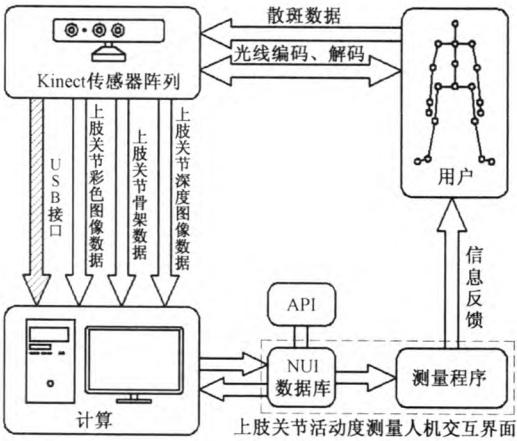 散斑数据
光线编码、解码
Kinect传感器阵列
用户
USB接口
上肢关节彩色图像数据
上肢关节骨架数据
上肢关节深度图像数据
信息反馈
API
NUI
数据库
测量程序
计算
上肢关节活动度测量人机交互界面